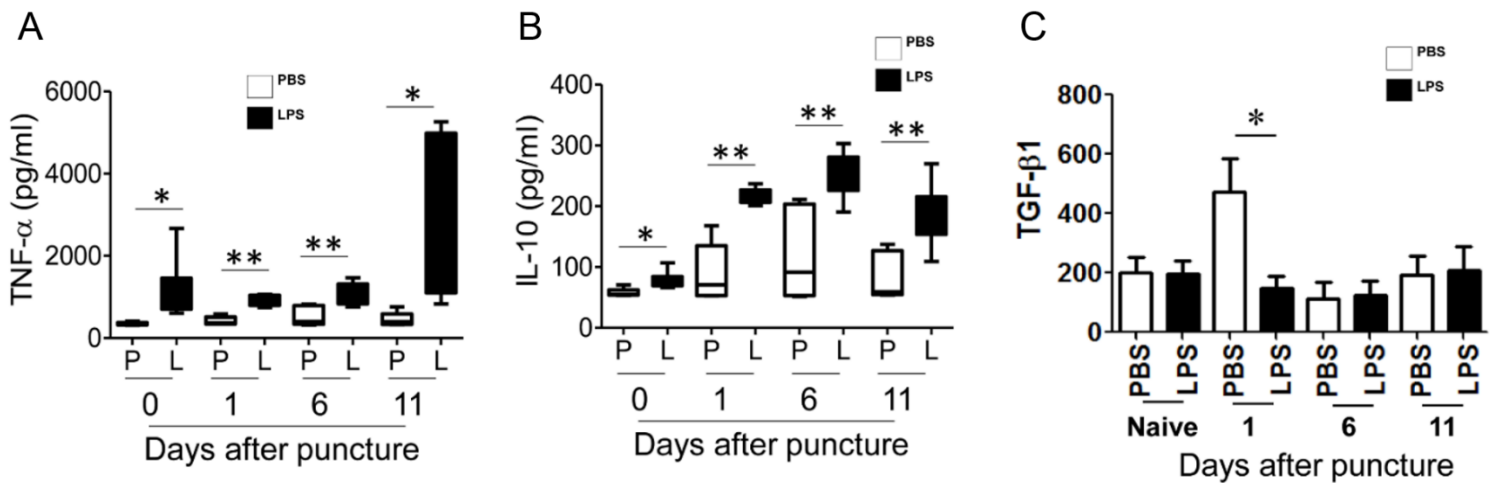 A
PBS
LPS
TNF-α (pg/ml)
6000
4000
2000
0
*
**
**
*
P L P L P L P L
0 1 6 11
Days after puncture
B
PBS
LPS
IL-10 (pg/ml)
400
300
200
100
0
*
**
**
**
P L P L P L P L
0 1 6 11
Days after puncture
C
PBS
LPS
TGF-β1
800
600
400
200
0
*
PBS LPS PBS LPS PBS LPS PBS LPS
Naive 1 6 11
Days after puncture